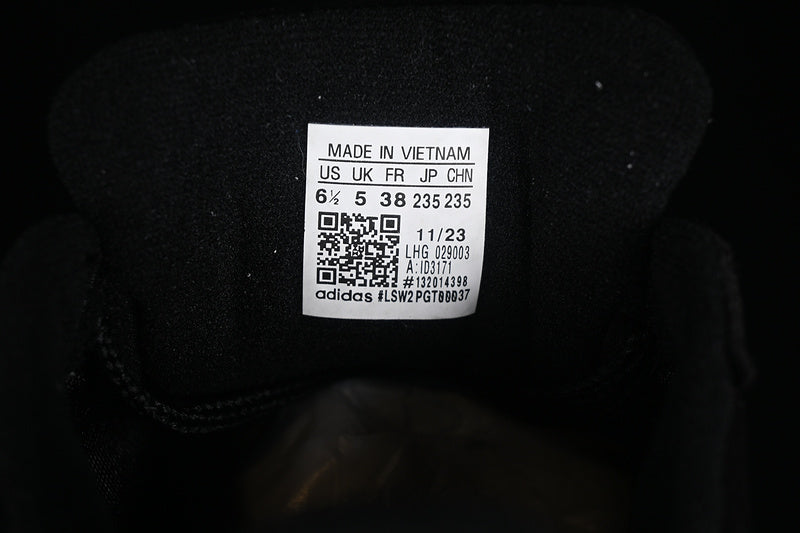 MADE IN VIETNAM
US UK FR JP CHN
6½ 5 38 235 235
11/23
LHG 029003
A:ID3171
#132014398
adidas #LSW2PGT00037